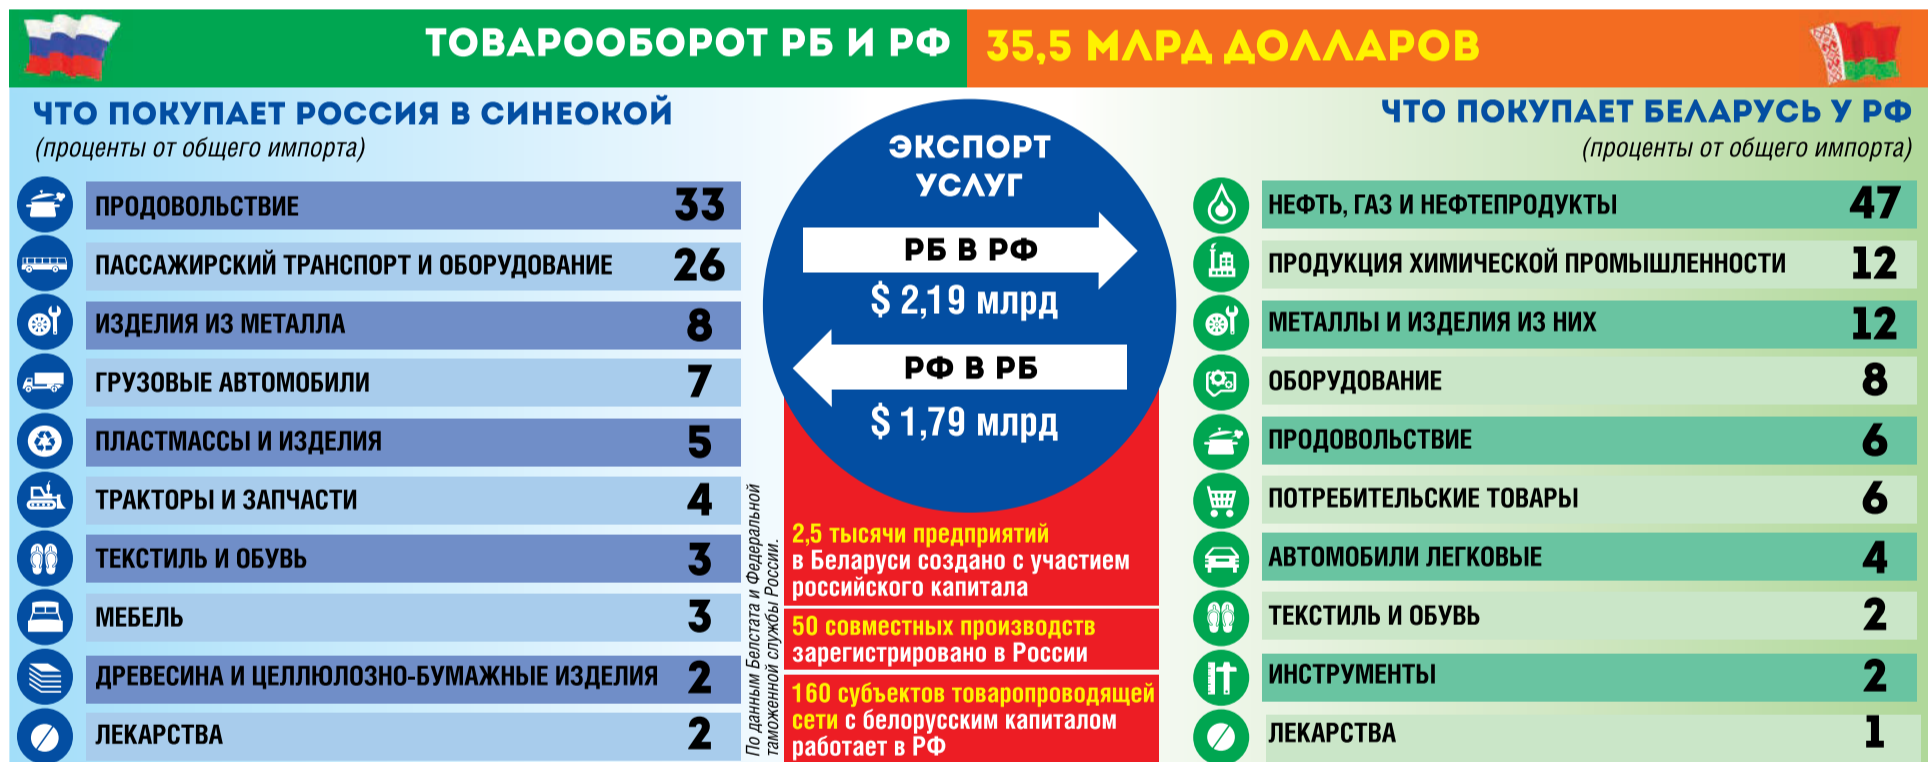 ТОВАРООБОРОТ РБ И РФ 35,5 МЛРД ДОЛЛАРОВ
ЧТО ПОКУПАЕТ РОССИЯ В СИНЕОКОЙ
(проценты от общего импорта)
ПРОДОВОЛЬСТВИЕ 33
ПАССАЖИРСКИЙ ТРАНСПОРТ И ОБОРУДОВАНИЕ 26
ИЗДЕЛИЯ ИЗ МЕТАЛЛА 8
ГРУЗОВЫЕ АВТОМОБИЛИ 7
ПЛАСТМАССЫ И ИЗДЕЛИЯ 5
ТРАКТОРЫ И ЗАПЧАСТИ 4
ТЕКСТИЛЬ И ОБУВЬ 3
МЕБЕЛЬ 3
ДРЕВЕСИНА И ЦЕЛЛЮЛОЗНО-БУМАЖНЫЕ ИЗДЕЛИЯ 2
ЛЕКАРСТВА 2
По данным Белстата и Федеральной
таможенной службы России.
ЭКСПОРТ
УСЛУГ
РБ В РФ
$ 2,19 млрд
РФ В РБ
$ 1,79 млрд
2,5 тысячи предприятий
в Беларуси создано с участием
российского капитала
50 совместных производств
зарегистрировано в России
160 субъектов товаропроводящей
сети с белорусским капиталом
работает в РФ
ЧТО ПОКУПАЕТ БЕЛАРУСЬ У РФ
(проценты от общего импорта)
НЕФТЬ, ГАЗ И НЕФТЕПРОДУКТЫ 47
ПРОДУКЦИЯ ХИМИЧЕСКОЙ ПРОМЫШЛЕННОСТИ 12
МЕТАЛЛЫ И ИЗДЕЛИЯ ИЗ НИХ 12
ОБОРУДОВАНИЕ 8
ПРОДОВОЛЬСТВИЕ 6
ПОТРЕБИТЕЛЬСКИЕ ТОВАРЫ 6
АВТОМОБИЛИ ЛЕГКОВЫЕ 4
ТЕКСТИЛЬ И ОБУВЬ 2
ИНСТРУМЕНТЫ 2
ЛЕКАРСТВА 1